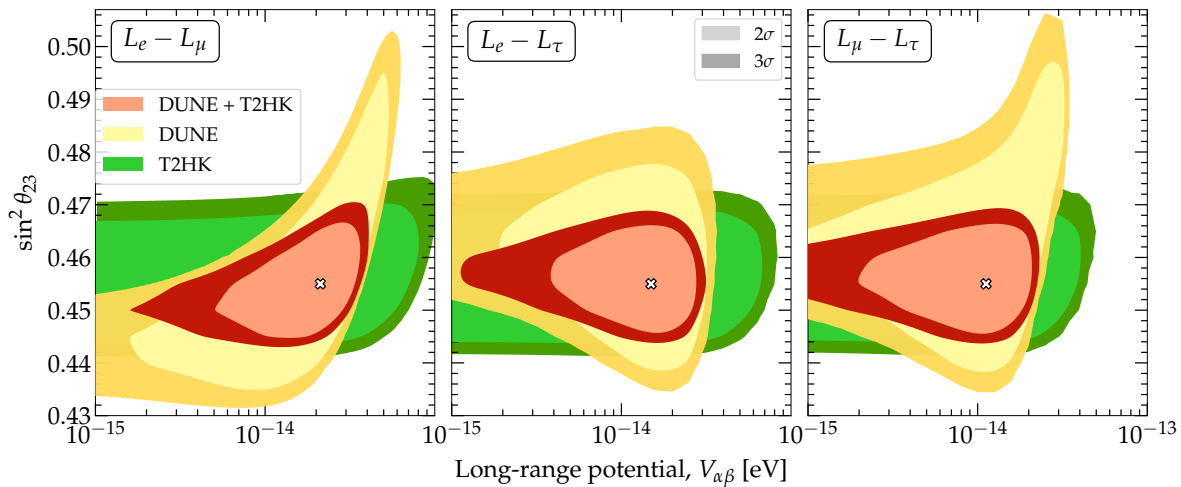 L_e − L_μ
L_e − L_τ
L_μ − L_τ
2σ
3σ
DUNE + T2HK
DUNE
T2HK
sin² θ₂₃
0.50
0.49
0.48
0.47
0.46
0.45
0.44
0.43
10⁻¹⁵ 10⁻¹⁴ 10⁻¹⁵ 10⁻¹⁴ 10⁻¹⁵ 10⁻¹⁴ 10⁻¹³
Long-range potential, V_αβ [eV]